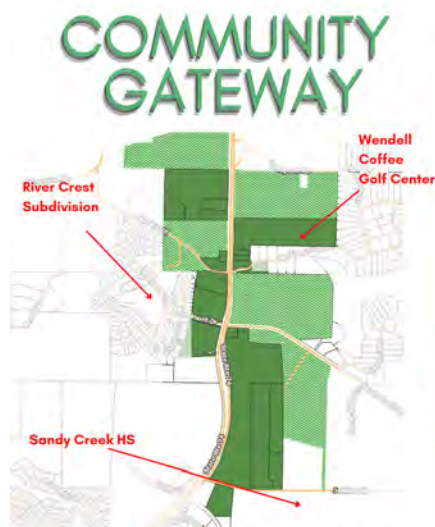 COMMUNITY
GATEWAY
Wendell
Coffee
Golf Center
River Crest
Subdivision
Sandy Creek HS